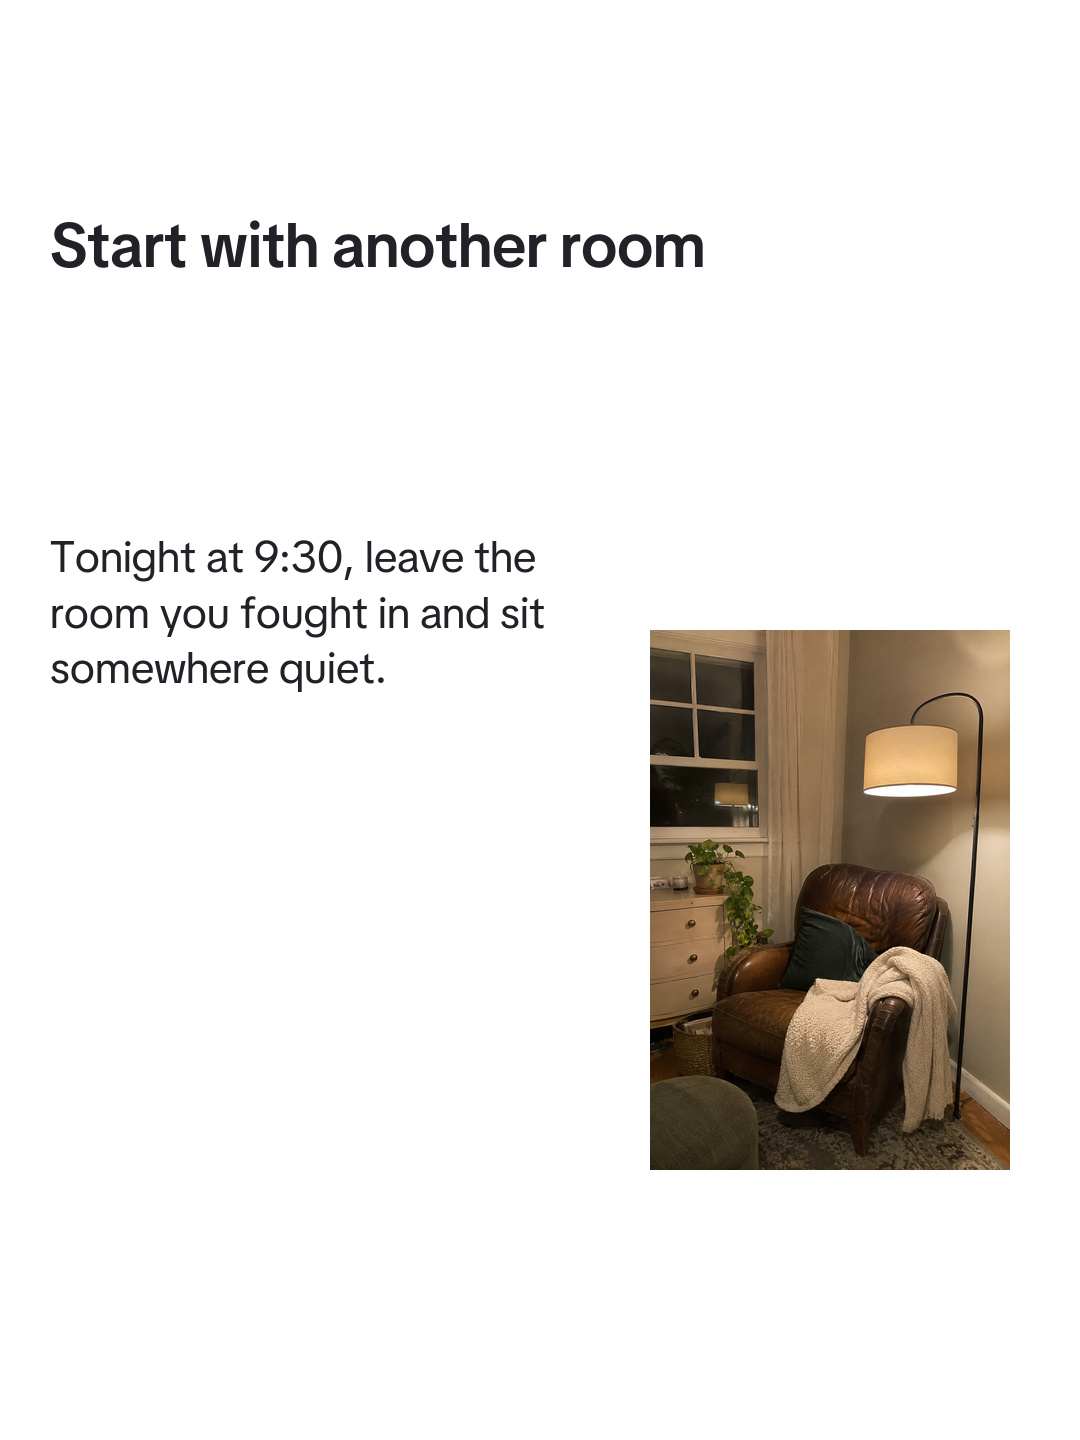 Start with another room
Tonight at 9:30, leave the
room you fought in and sit
somewhere quiet.